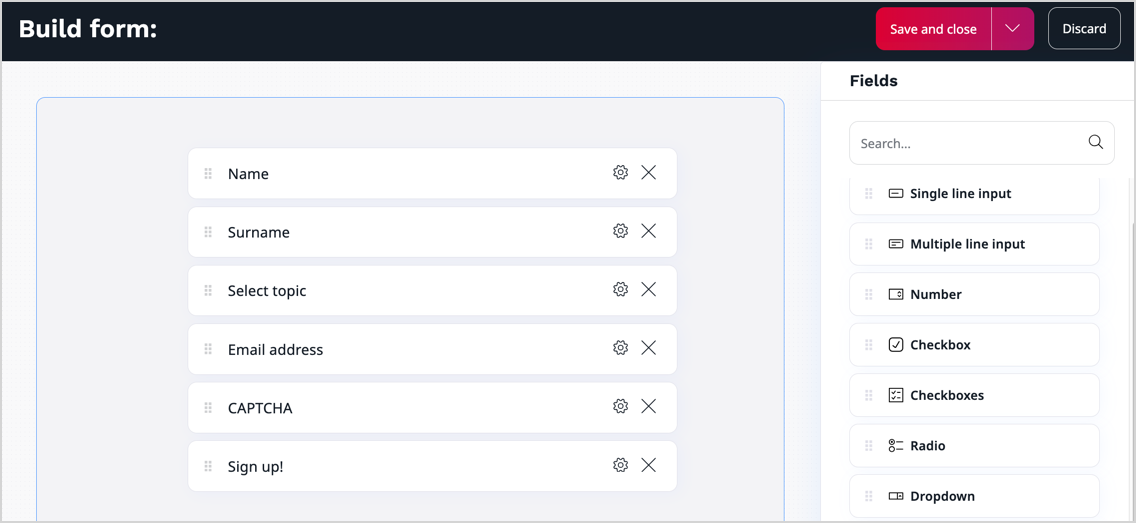 Build form:
Save and close
Discard
Fields
Search...
Name
Surname
Select topic
Email address
CAPTCHA
Sign up!
Single line input
Multiple line input
Number
Checkbox
Checkboxes
Radio
Dropdown